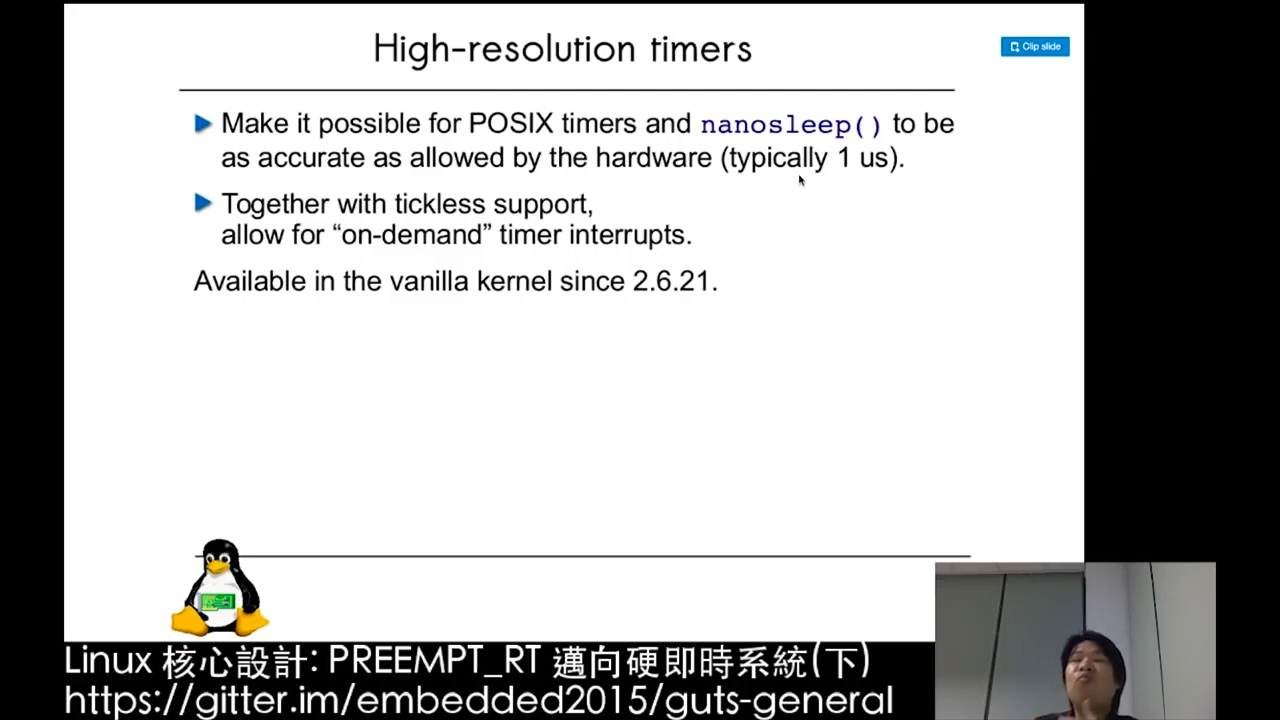 High-resolution timers
Clip slide
Make it possible for POSIX timers and nanosleep() to be
as accurate as allowed by the hardware (typically 1 us).
Together with tickless support,
allow for “on-demand” timer interrupts.
Available in the vanilla kernel since 2.6.21.
Linux 核心設計: PREEMPT_RT 邁向硬即時系統(下)
https://gitter.im/embedded2015/guts-general